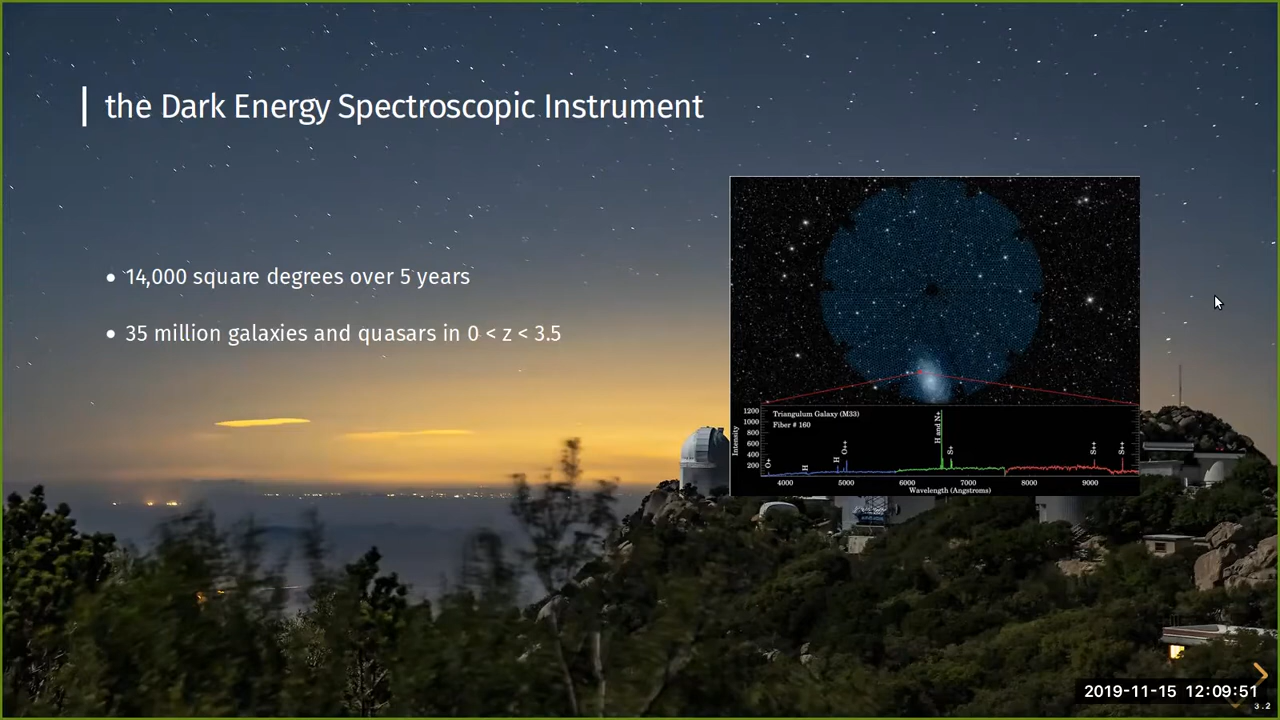 the Dark Energy Spectroscopic Instrument
• 14,000 square degrees over 5 years
• 35 million galaxies and quasars in 0 < z < 3.5
Triangulum Galaxy (M33)
Fiber # 160
Intensity
1200
1000
800
600
400
200
O+
H
H
O++
H and N+
S+
S++
S++
4000 5000 6000 7000 8000 9000
Wavelength (Angstroms)
2019-11-15 12:09:51
3.2